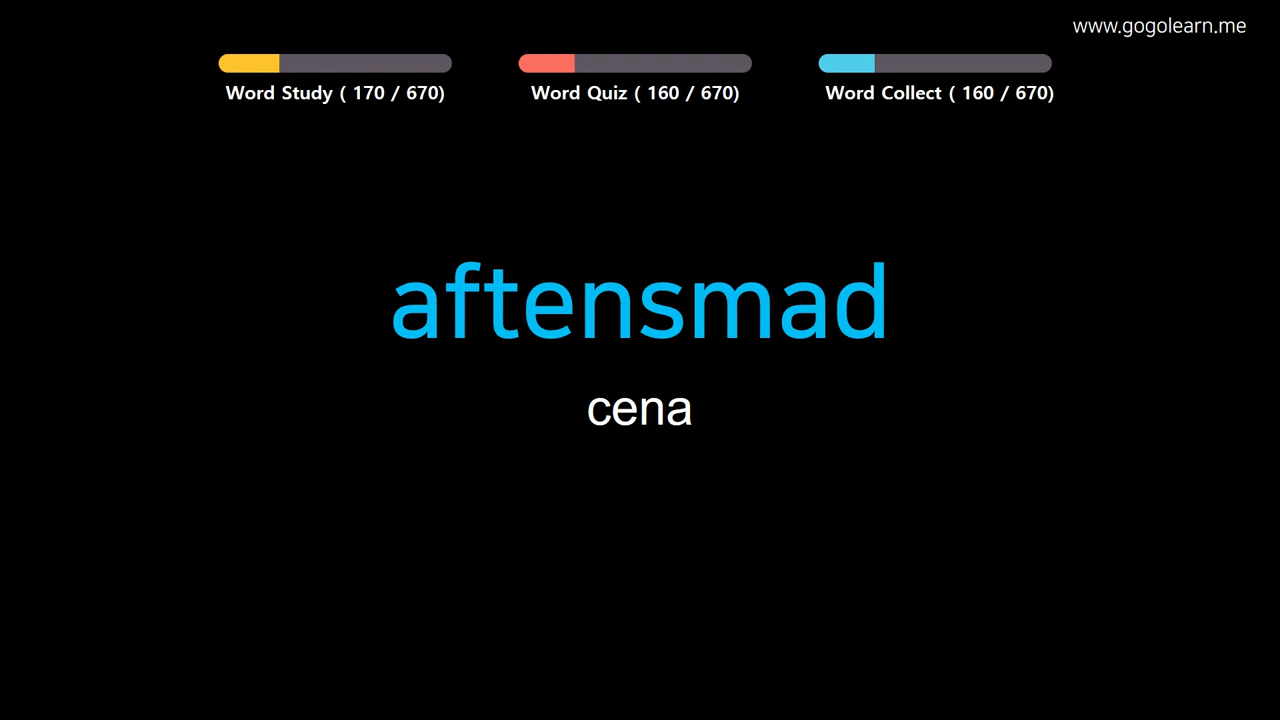 www.gogolearn.me
Word Study ( 170 / 670)
Word Quiz ( 160 / 670)
Word Collect ( 160 / 670)
aftensmad
cena